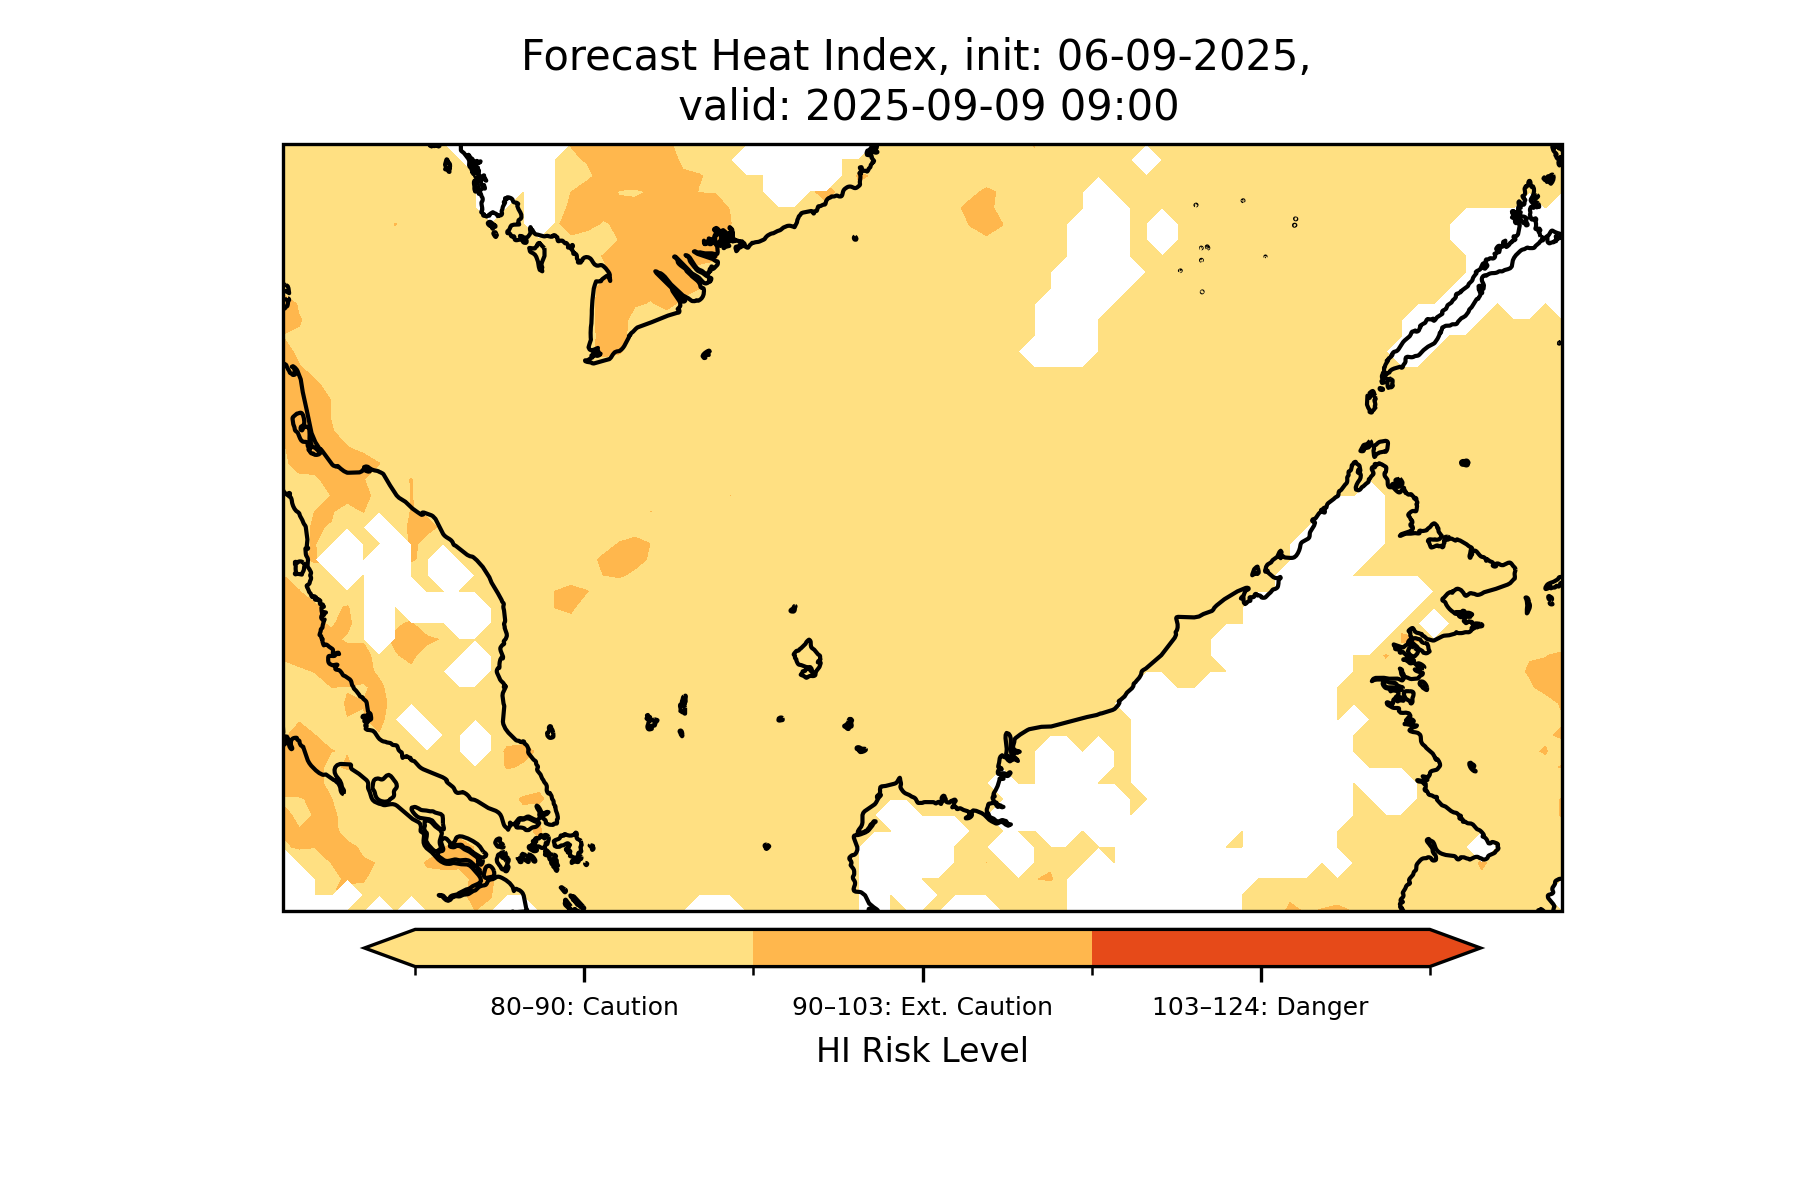 Forecast Heat Index, init: 06-09-2025,
valid: 2025-09-09 09:00
80–90: Caution
90–103: Ext. Caution
103–124: Danger
HI Risk Level